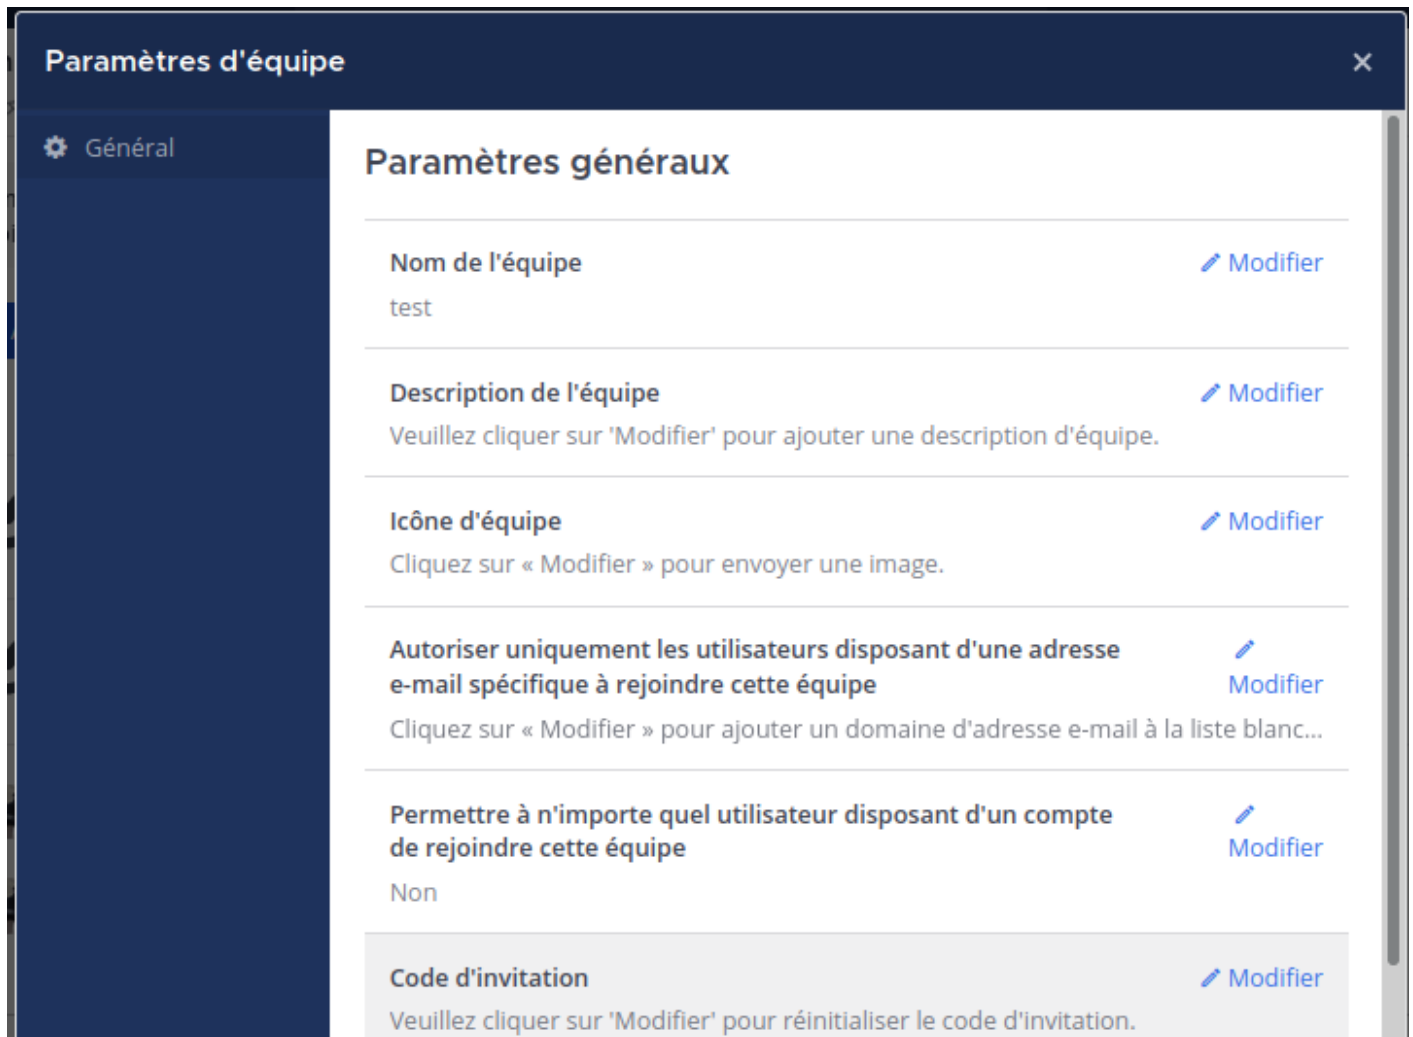 Paramètres d'équipe
×
Général
Paramètres généraux
Nom de l'équipe
Modifier
test
Description de l'équipe
Modifier
Veuillez cliquer sur 'Modifier' pour ajouter une description d'équipe.
Icône d'équipe
Modifier
Cliquez sur « Modifier » pour envoyer une image.
Autoriser uniquement les utilisateurs disposant d'une adresse
e-mail spécifique à rejoindre cette équipe
Modifier
Cliquez sur « Modifier » pour ajouter un domaine d'adresse e-mail à la liste blanc...
Permettre à n'importe quel utilisateur disposant d'un compte
de rejoindre cette équipe
Modifier
Non
Code d'invitation
Modifier
Veuillez cliquer sur 'Modifier' pour réinitialiser le code d'invitation.